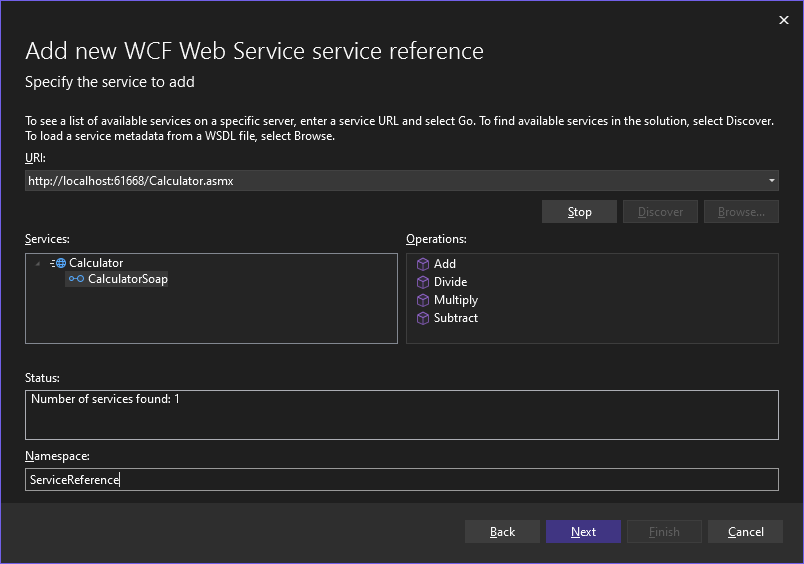 Add new WCF Web Service service reference
Specify the service to add
To see a list of available services on a specific server, enter a service URL and select Go. To find available services in the solution, select Discover.
To load a service metadata from a WSDL file, select Browse.
URI:
http://localhost:61668/Calculator.asmx
Stop
Discover
Browse...
Services:
Operations:
Calculator
CalculatorSoap
Add
Divide
Multiply
Subtract
Status:
Number of services found: 1
Namespace:
ServiceReference
Back
Next
Finish
Cancel